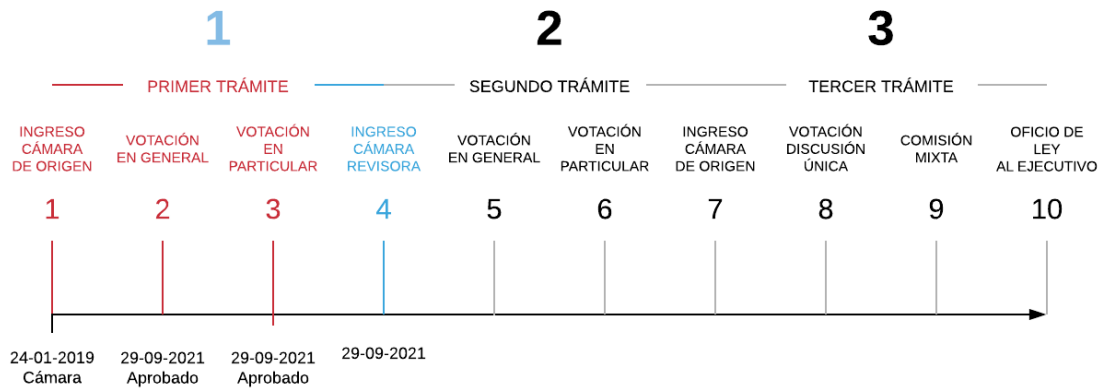 1
2
3
PRIMER TRÁMITE
SEGUNDO TRÁMITE
TERCER TRÁMITE
INGRESO
CÁMARA
DE ORIGEN
VOTACIÓN
EN GENERAL
VOTACIÓN
EN
PARTICULAR
INGRESO
CÁMARA
REVISORA
VOTACIÓN
EN GENERAL
VOTACIÓN
EN
PARTICULAR
INGRESO
CÁMARA
DE ORIGEN
VOTACIÓN
DISCUSIÓN
ÚNICA
COMISIÓN
MIXTA
OFICIO DE
LEY
AL EJECUTIVO
1
2
3
4
5
6
7
8
9
10
24-01-2019
Cámara
29-09-2021
Aprobado
29-09-2021
Aprobado
29-09-2021